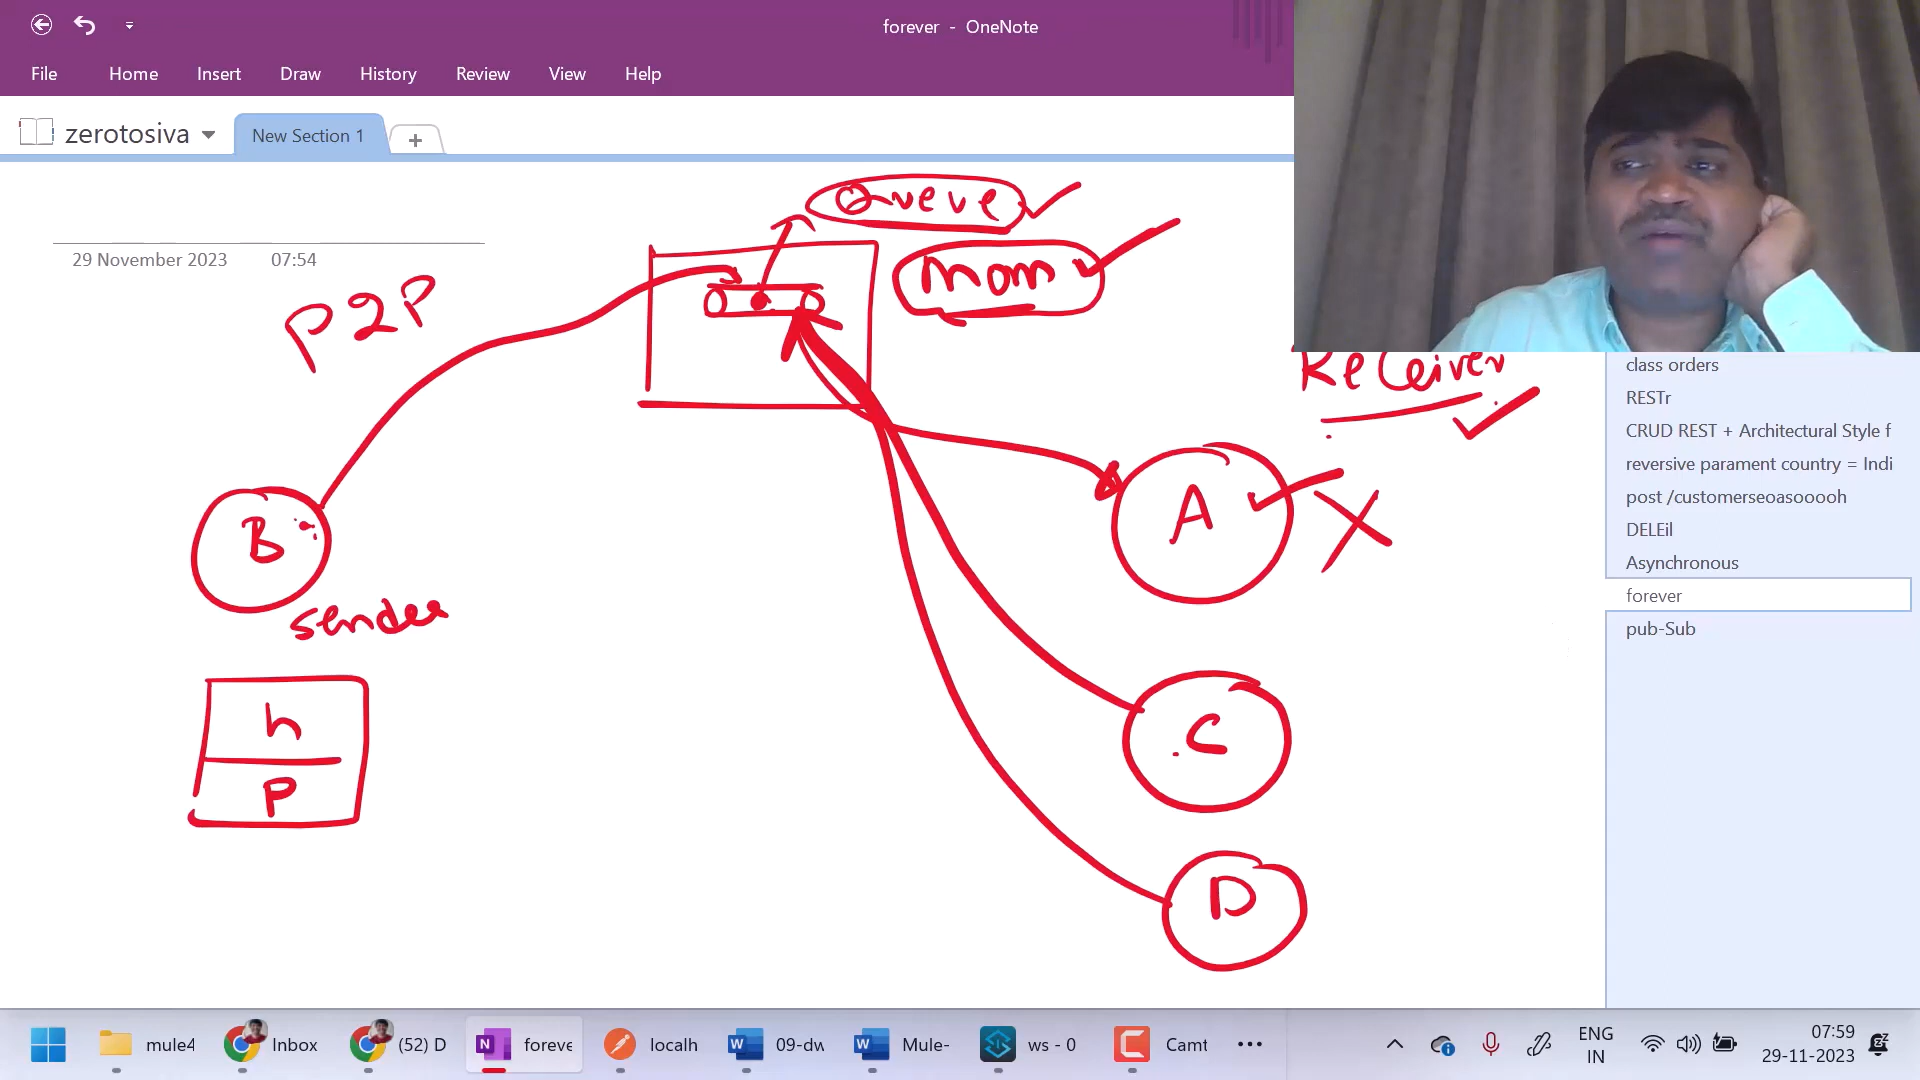 forever - OneNote
File Home Insert Draw History Review View Help
zerotosiva New Section 1 +
29 November 2023 07:54
P2P
Queue
mom
Receiver
B
sender
h
P
A
C
D
class orders
RESTr
CRUD REST + Architectural Style f
reversive parament country = Indi
post /customerseoasooooh
DELEil
Asynchronous
forever
pub-Sub
mule4 Inbox (52) D foreve localh 09-dw Mule- ws - 0 Camt
ENG
IN
07:59
29-11-2023